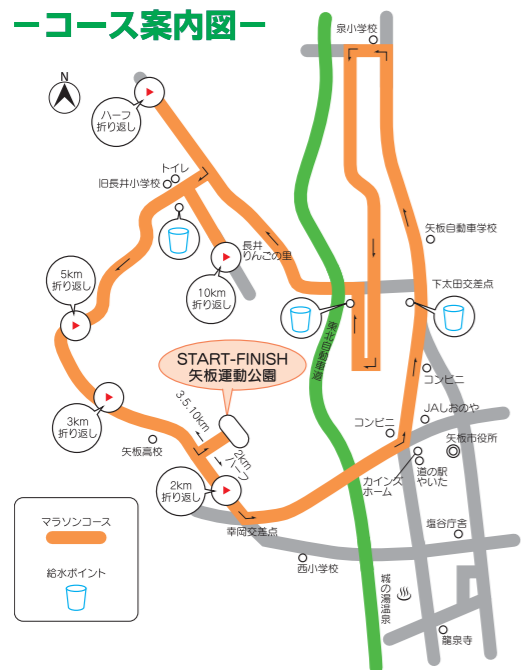 ーコース案内図ー
泉小学校
N
ハーフ
折り返し
トイレ
旧長井小学校
矢板自動車学校
長井
りんごの里
5km
折り返し
10km
折り返し
下太田交差点
東北自動車道
START-FINISH
矢板運動公園
コンビニ
3km
折り返し
3.5.10km
JAしおのや
コンビニ
矢板市役所
矢板高校
2km
ハーフ
道の駅
やいた
カインズ
ホーム
2km
折り返し
マラソンコース
幸岡交差点
塩谷庁舎
西小学校
給水ポイント
城の湯温泉
龍泉寺